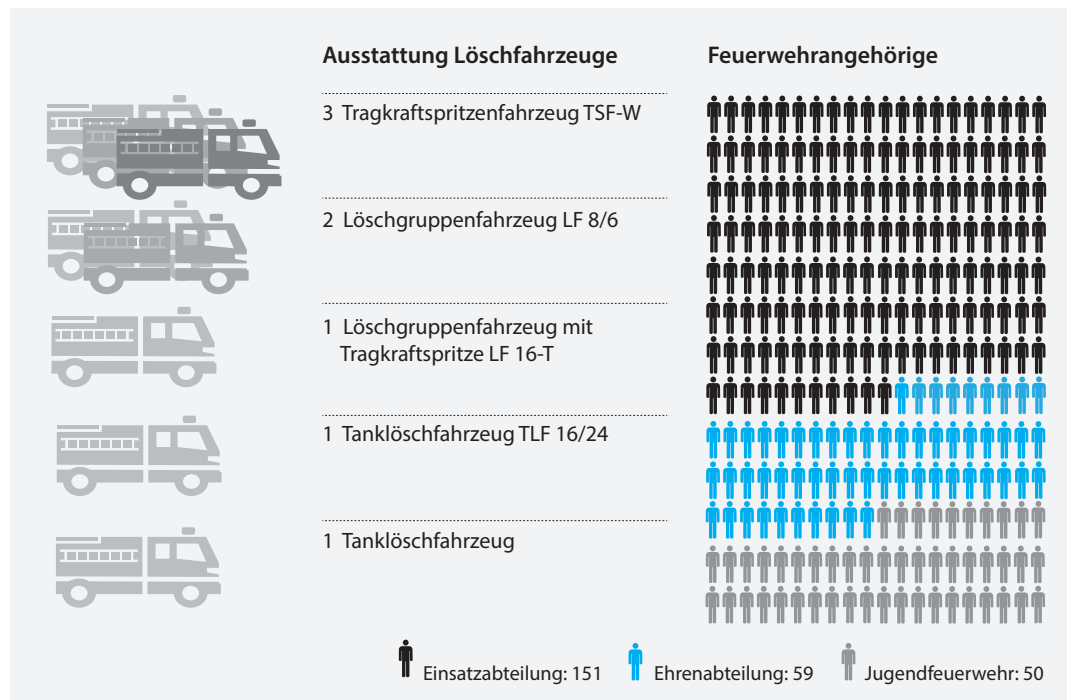 Ausstattung Löschfahrzeuge
3 Tragkraftspritzenfahrzeug TSF-W
2 Löschgruppenfahrzeug LF 8/6
1 Löschgruppenfahrzeug mit
Tragkraftspritze LF 16-T
1 Tanklöschfahrzeug TLF 16/24
1 Tanklöschfahrzeug
Feuerwehrangehörige
Einsatzabteilung: 151
Ehrenabteilung: 59
Jugendfeuerwehr: 50